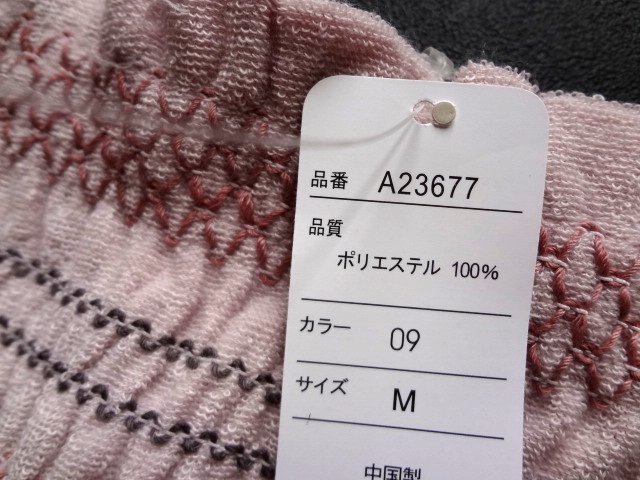 品番 A23677
品質
ポリエステル 100%
カラー 09
サイズ M
中国製